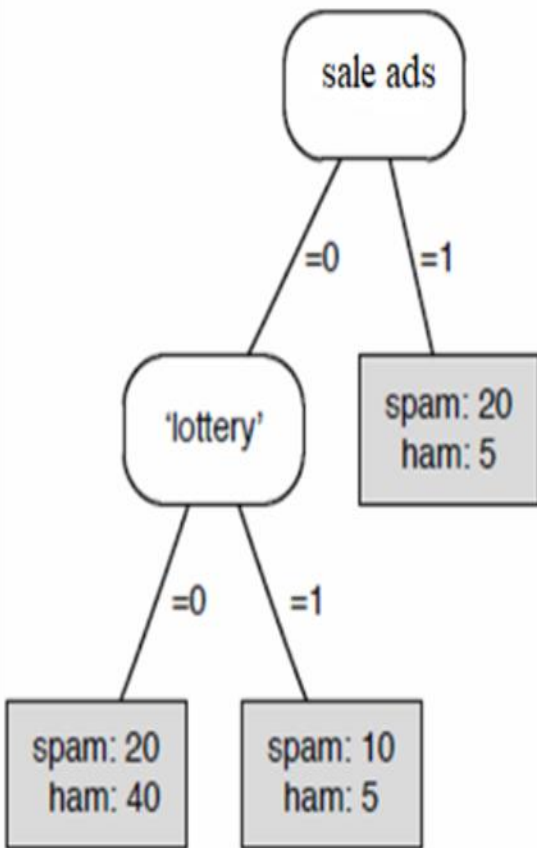 sale ads
=0
=1
'lottery'
spam: 20
ham: 5
=0
=1
spam: 20
ham: 40
spam: 10
ham: 5